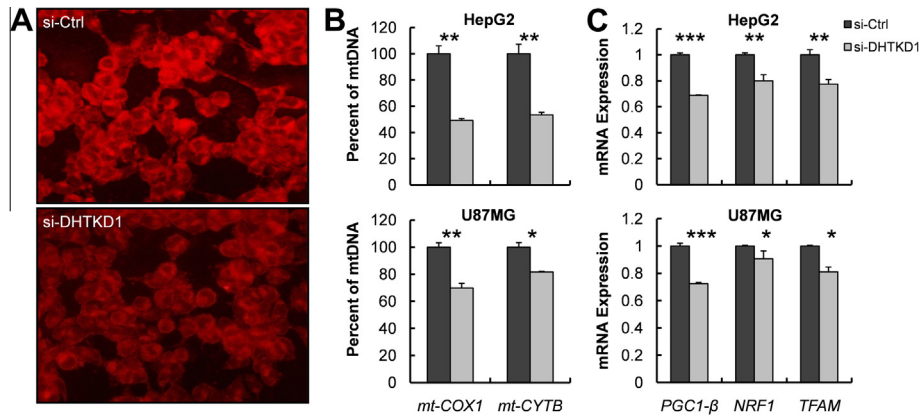 A
si-Ctrl
si-DHTKD1
B
HepG2
Percent of mtDNA
140
120
100
80
60
40
20
0
**
**
U87MG
Percent of mtDNA
140
120
100
80
60
40
20
0
**
*
mt-COX1 mt-CYTB
C
HepG2
si-Ctrl
si-DHTKD1
mRNA Expression
1.2
1
0.8
0.6
0.4
0.2
0
***
**
**
U87MG
mRNA Expression
1.2
1
0.8
0.6
0.4
0.2
0
***
*
*
PGC1-β NRF1 TFAM